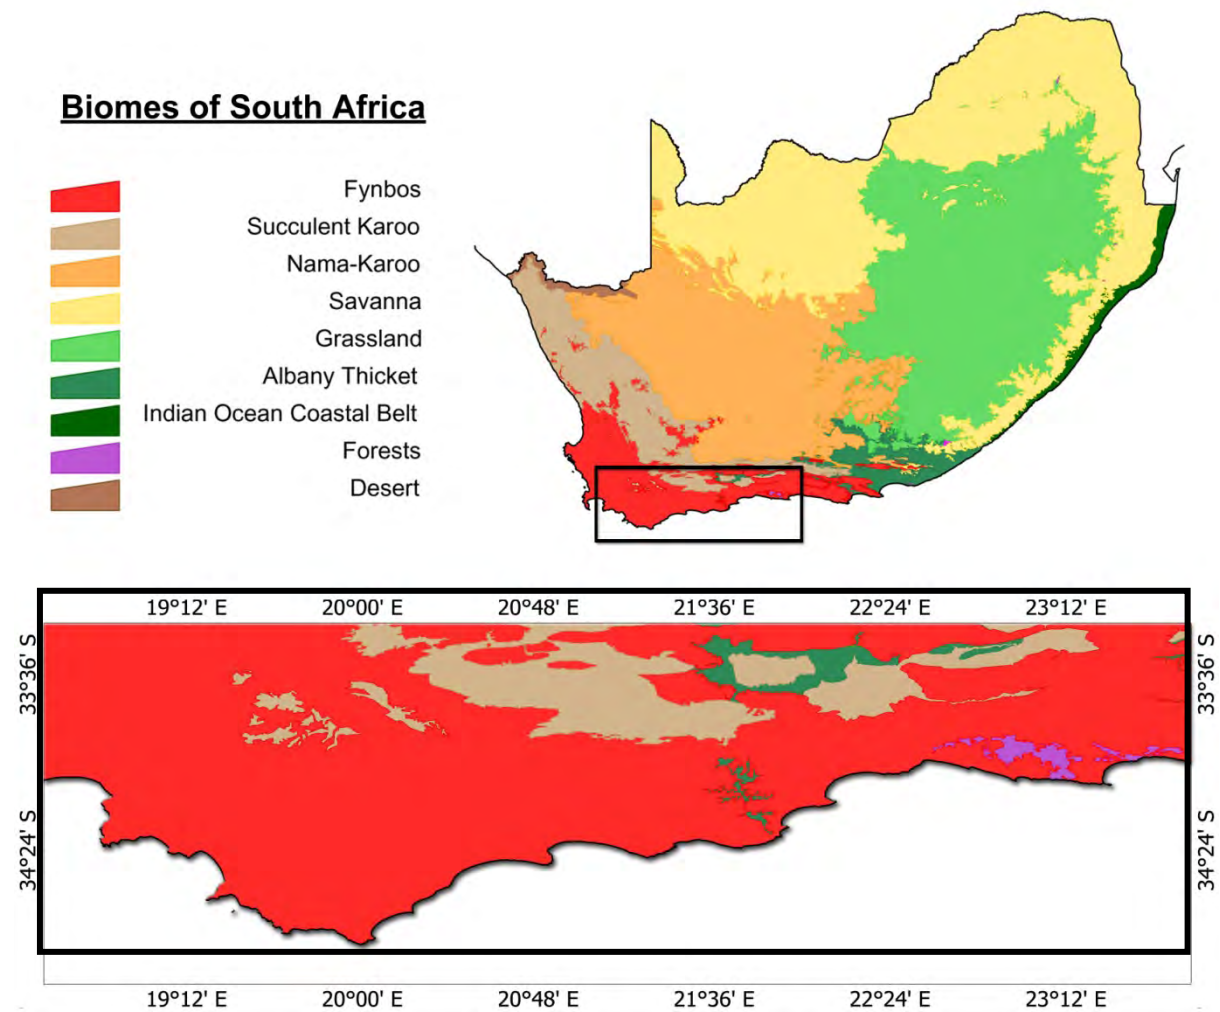 Biomes of South Africa
Fynbos
Succulent Karoo
Nama-Karoo
Savanna
Grassland
Albany Thicket
Indian Ocean Coastal Belt
Forests
Desert
19°12' E 20°00' E 20°48' E 21°36' E 22°24' E 23°12' E
33°36' S
33°36' S
34°24' S
34°24' S
19°12' E 20°00' E 20°48' E 21°36' E 22°24' E 23°12' E